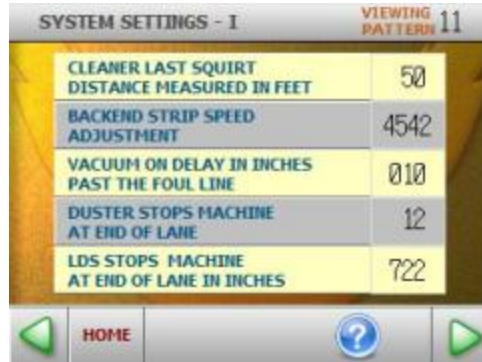 SYSTEM SETTINGS - I
VIEWING
PATTERN 11
CLEANER LAST SQUIRT
DISTANCE MEASURED IN FEET
50
BACKEND STRIP SPEED
ADJUSTMENT
4542
VACUUM ON DELAY IN INCHES
PAST THE FOUL LINE
010
DUSTER STOPS MACHINE
AT END OF LANE
12
LDS STOPS MACHINE
AT END OF LANE IN INCHES
722
HOME
?